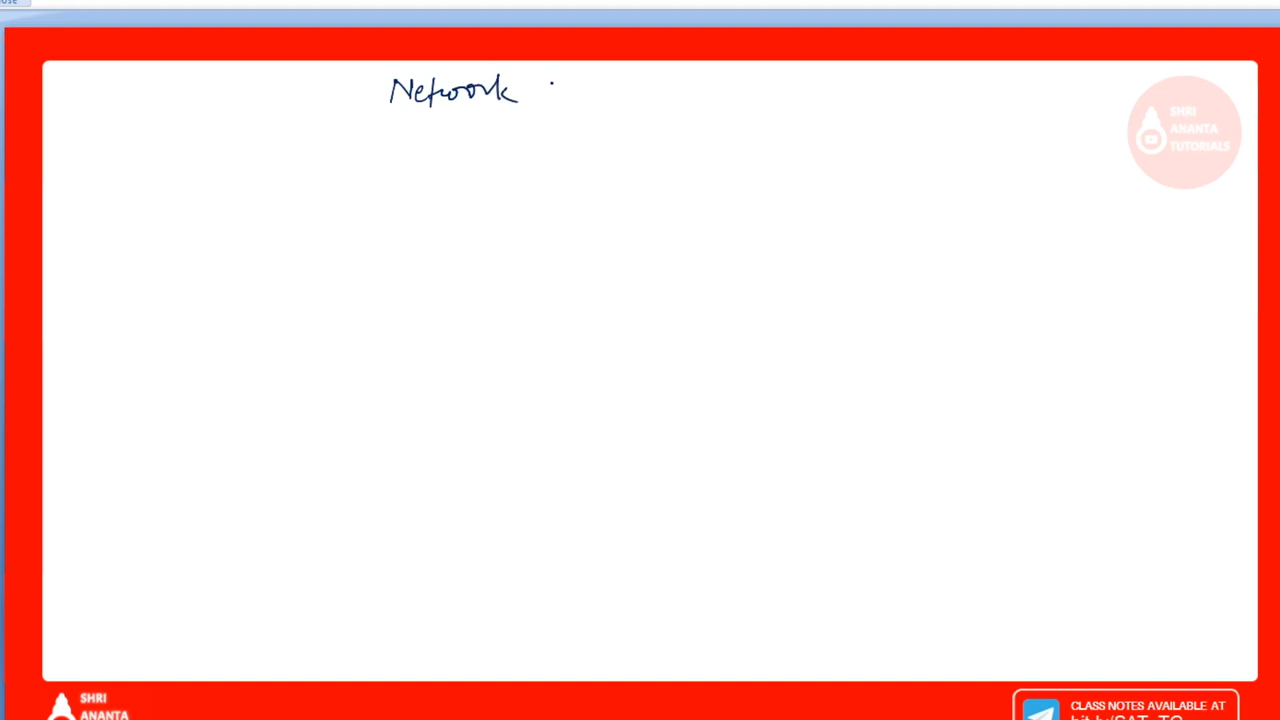 Network
SHRI
ANANTA
TUTORIALS
SHRI
ANANTA
CLASS NOTES AVAILABLE AT